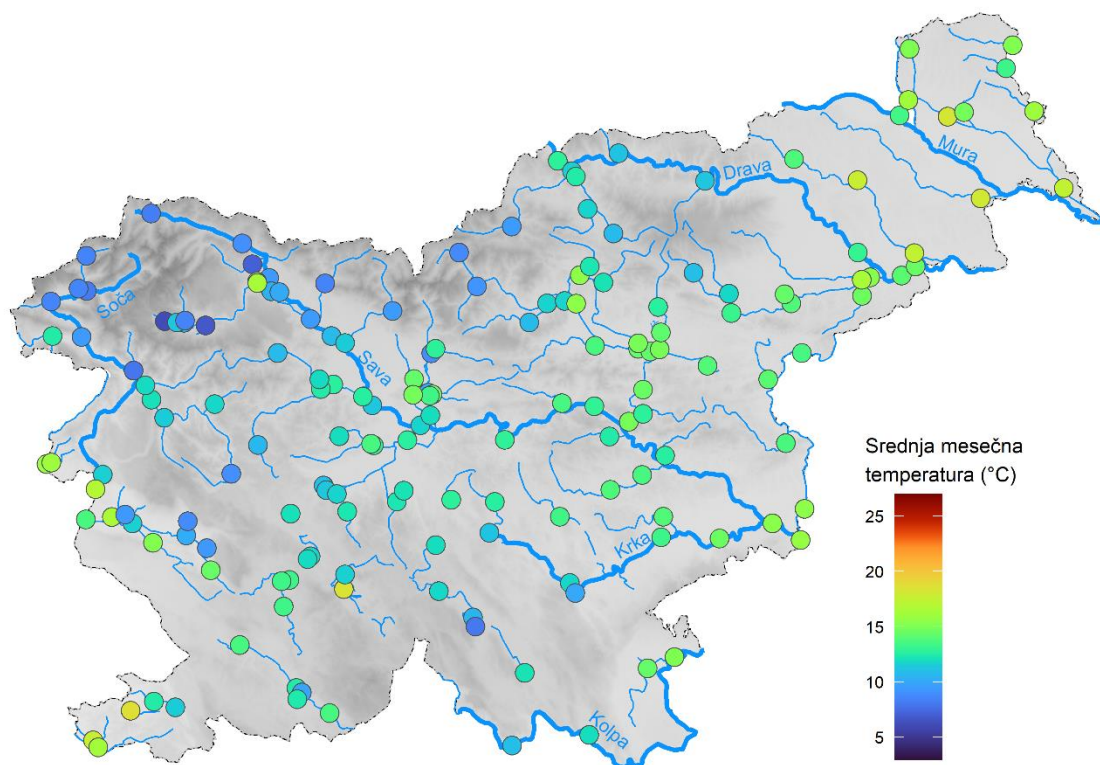 Mura
Drava
Soča
Sava
Srednja mesečna
temperatura (°C)
25
20
15
10
5
Krka
Kolpa